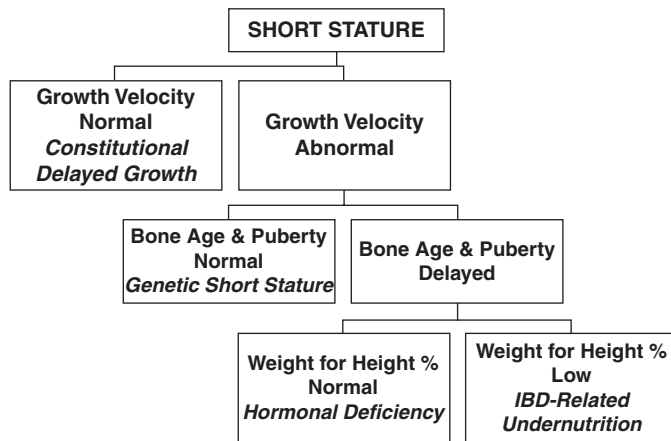 SHORT STATURE
Growth Velocity
Normal
Constitutional
Delayed Growth
Growth Velocity
Abnormal
Bone Age & Puberty
Normal
Genetic Short Stature
Bone Age & Puberty
Delayed
Weight for Height %
Normal
Hormonal Deficiency
Weight for Height %
Low
IBD-Related
Undernutrition